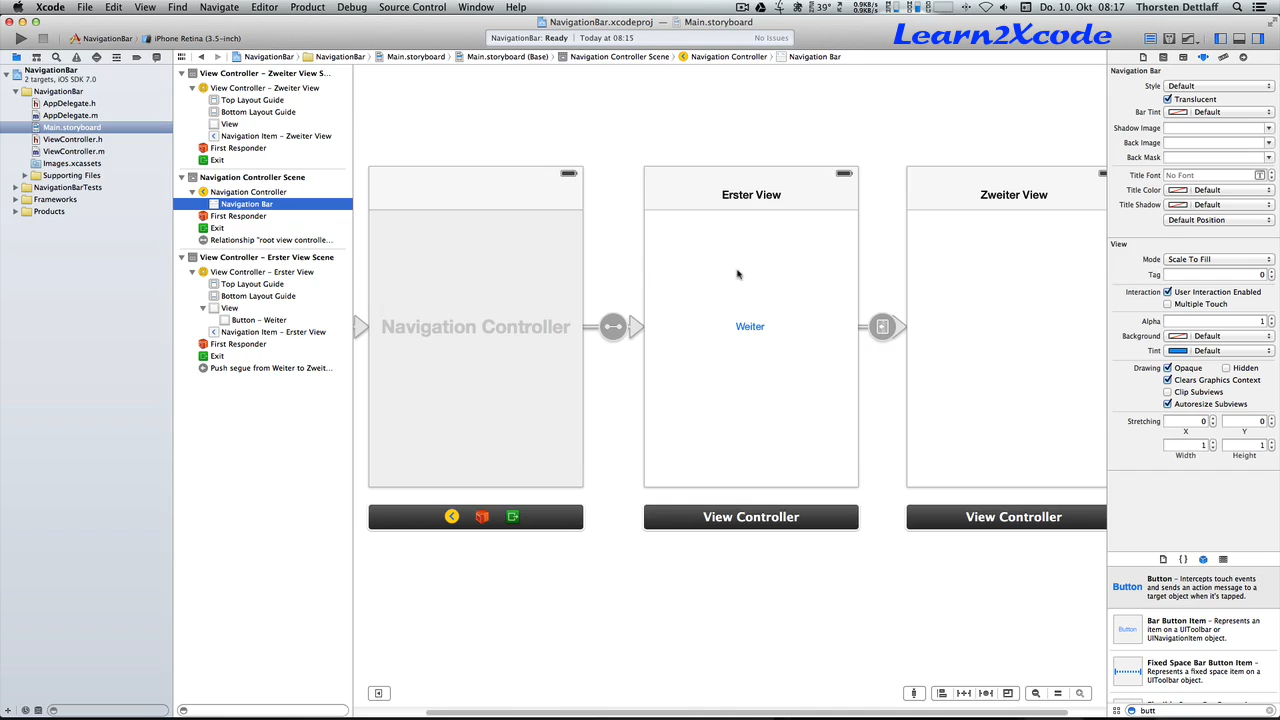 Xcode File Edit View Find Navigate Editor Product Debug Source Control Window Help
39° 0.9KB/s 0.9KB/s Do. 10. Okt 08:17 Thorsten Dettlaff
NavigationBar.xcodeproj — Main.storyboard
NavigationBar iPhone Retina (3.5-inch)
NavigationBar: Ready Today at 08:15 No Issues
Learn2Xcode
NavigationBar NavigationBar Main.storyboard Main.storyboard (Base) Navigation Controller Scene Navigation Controller Navigation Bar
NavigationBar
2 targets, iOS SDK 7.0
NavigationBar
AppDelegate.h
AppDelegate.m
Main.storyboard
ViewController.h
ViewController.m
Images.xcassets
Supporting Files
NavigationBarTests
Frameworks
Products
View Controller – Zweiter View S...
View Controller – Zweiter View
Top Layout Guide
Bottom Layout Guide
View
Navigation Item – Zweiter View
First Responder
Exit
Navigation Controller Scene
Navigation Controller
Navigation Bar
First Responder
Exit
Relationship "root view controlle...
View Controller – Erster View Scene
View Controller – Erster View
Top Layout Guide
Bottom Layout Guide
View
Button – Weiter
Navigation Item – Erster View
First Responder
Exit
Push segue from Weiter to Zweit...
Navigation Controller
Erster View
Weiter
View Controller
Zweiter View
View Controller
Navigation Bar
Style Default
Translucent
Bar Tint Default
Shadow Image
Back Image
Back Mask
Title Font No Font
Title Color Default
Title Shadow Default
Default Position
View
Mode Scale To Fill
Tag 0
Interaction User Interaction Enabled
Multiple Touch
Alpha 1
Background Default
Tint Default
Drawing Opaque Hidden
Clears Graphics Context
Clip Subviews
Autoresize Subviews
Stretching 0 0
X Y
1 1
Width Height
Button
Button – Intercepts touch events and sends an action message to a target object when it's tapped.
Button
Bar Button Item – Represents an item on a UIToolbar or UINavigationItem object.
Fixed Space Bar Button Item – Represents a fixed space item on a UIToolbar object.
butt